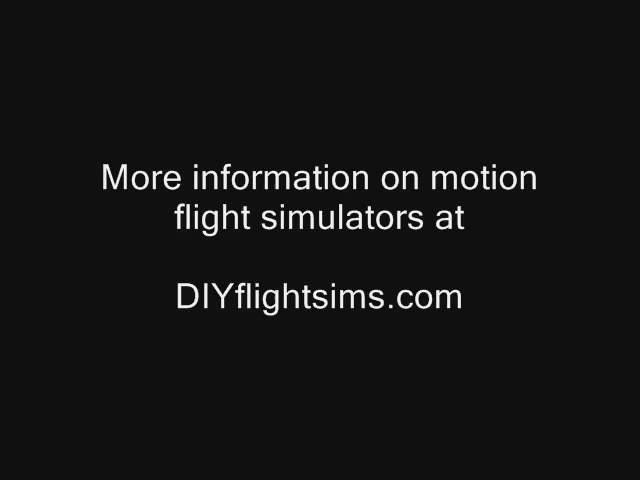 More information on motion
flight simulators at
DIYflightsims.com